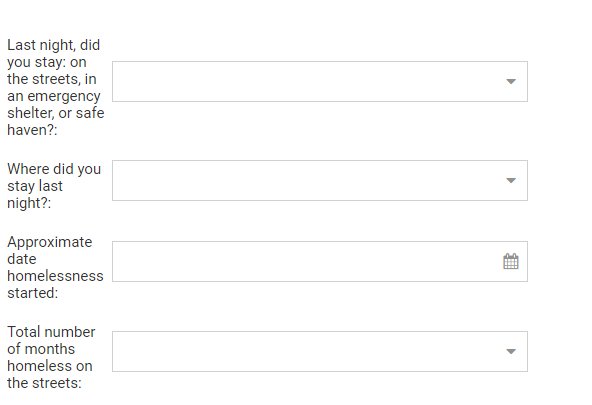 Last night, did
you stay: on
the streets, in
an emergency
shelter, or safe
haven?:
Where did you
stay last
night?:
Approximate
date
homelessness
started:
Total number
of months
homeless on
the streets: